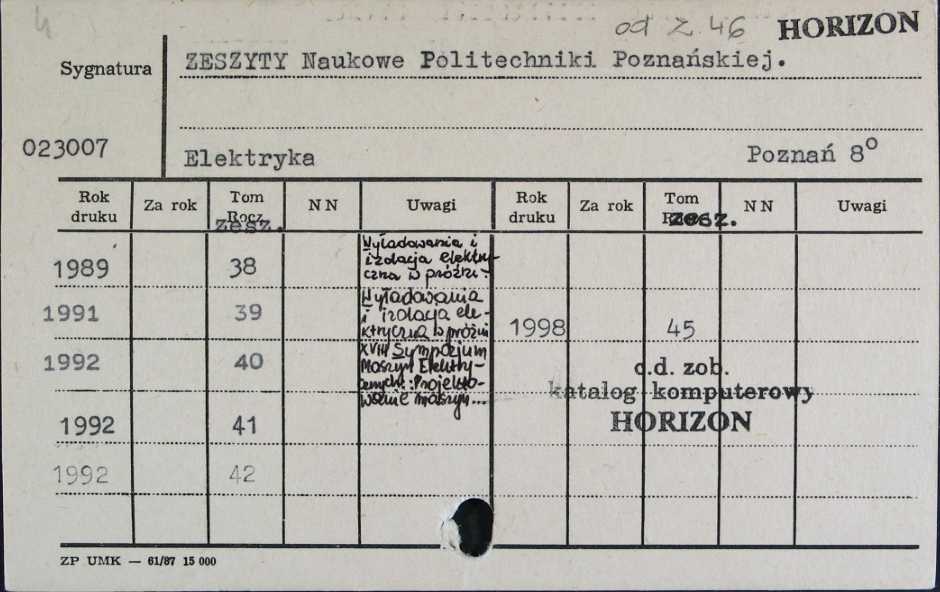 od z. 46 HORIZON
Sygnatura
ZESZYTY Naukowe Politechniki Poznańskiej.
023007
Elektryka Poznań 8°
Rok druku Za rok Tom Rocz. zesz. NN Uwagi Rok druku Za rok Tom zesz. NN Uwagi
1989 38 Wyładowania i
izolacja elektry-
czna w próżni.
1991 39 Wyładowania
i izolacja ele-
ktryczna w próżni 1998 45
1992 40 XVIII Sympozjum
Maszyn Elektry-
cznych: Projekto-
wanie maszyn...
c.d. zob.
katalog komputerowy
HORIZON
1992 41
1992 42
ZP UMK — 61/87 15 000